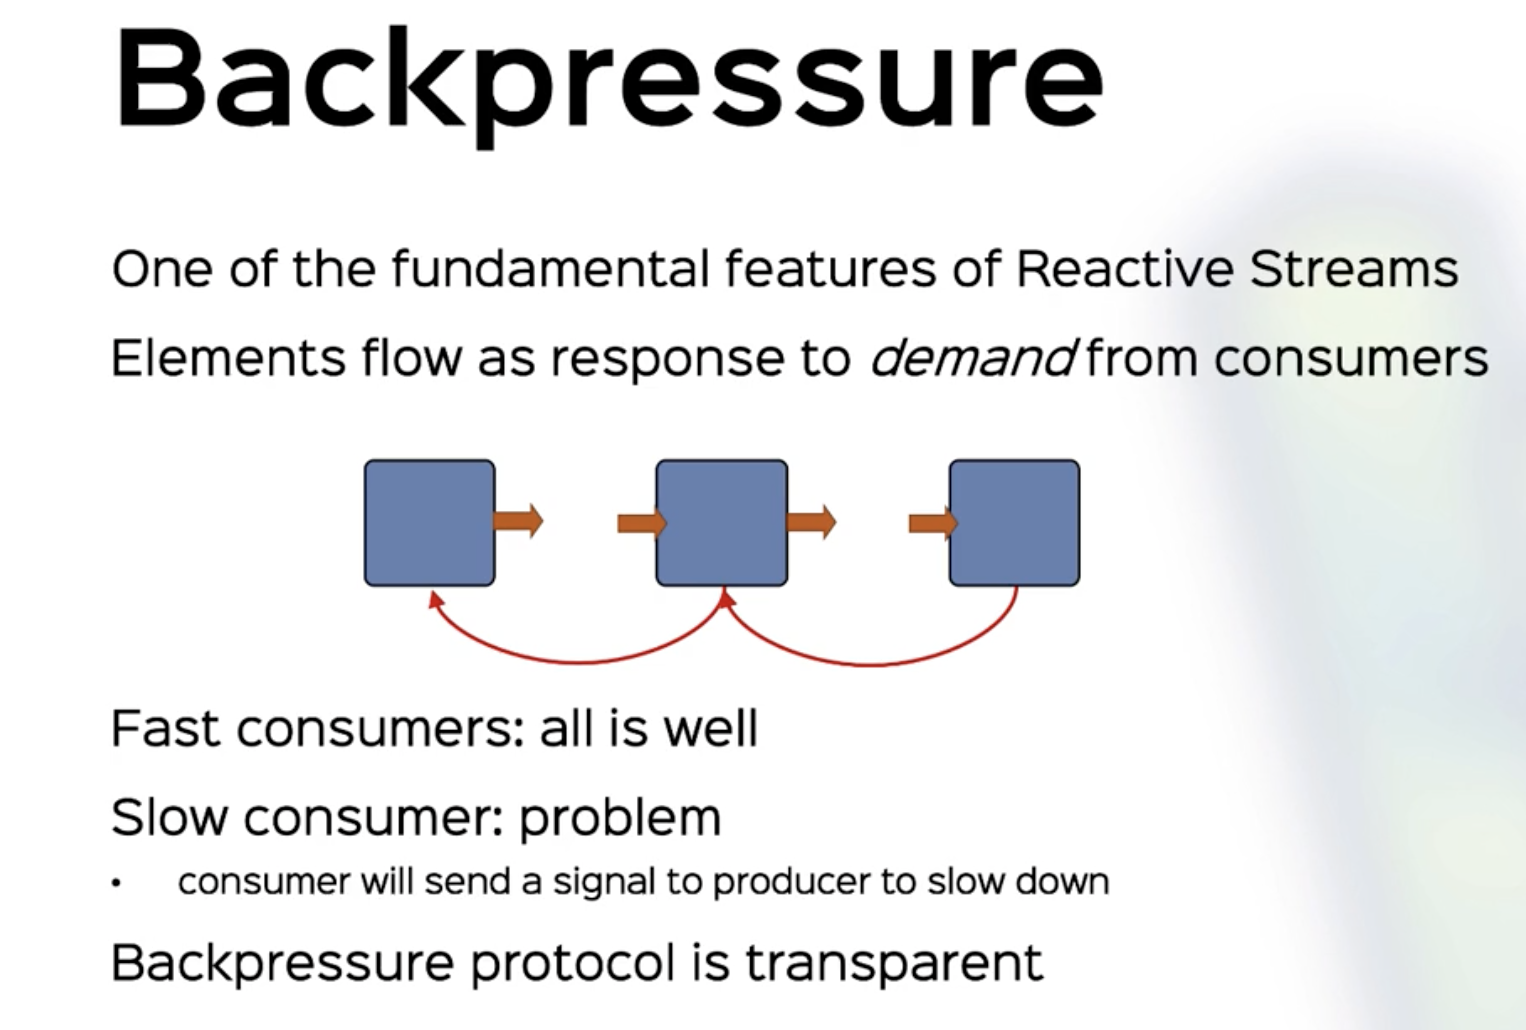 Backpressure
One of the fundamental features of Reactive Streams
Elements flow as response to demand from consumers
Fast consumers: all is well
Slow consumer: problem
• consumer will send a signal to producer to slow down
Backpressure protocol is transparent